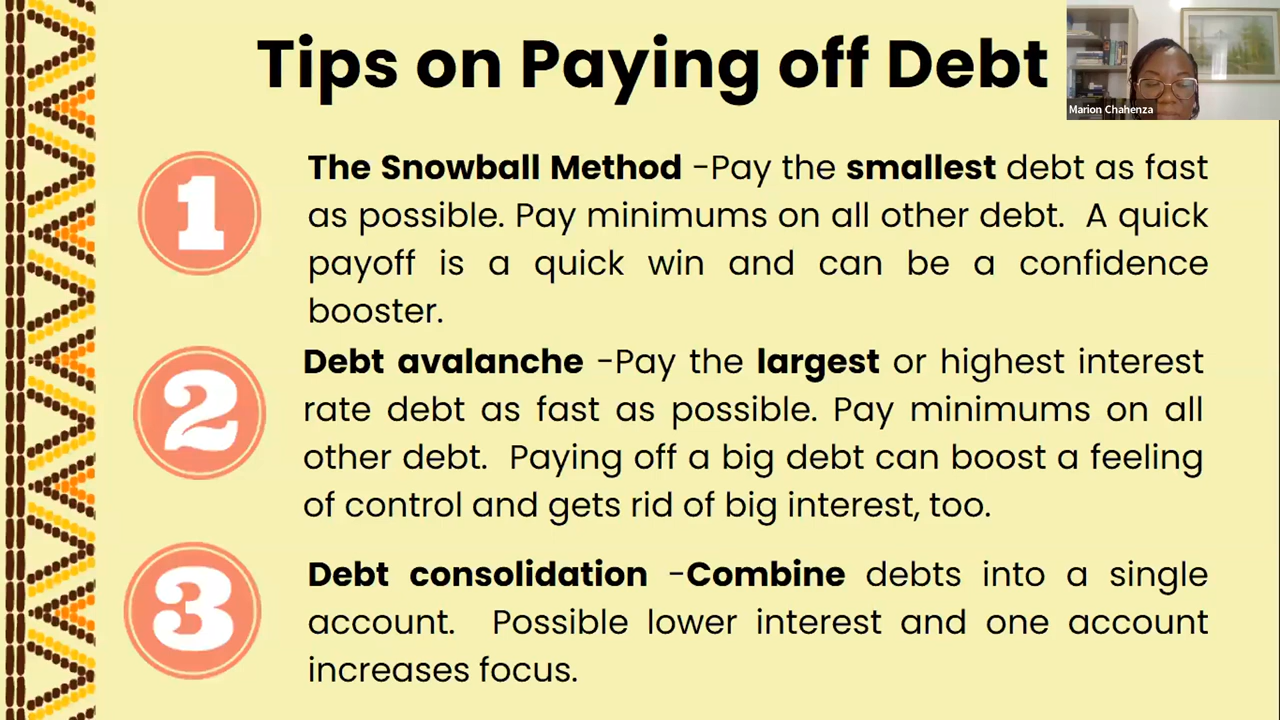 Tips on Paying off Debt
Marion Chahenza
1
The Snowball Method -Pay the smallest debt as fast
as possible. Pay minimums on all other debt. A quick
payoff is a quick win and can be a confidence
booster.
2
Debt avalanche -Pay the largest or highest interest
rate debt as fast as possible. Pay minimums on all
other debt. Paying off a big debt can boost a feeling
of control and gets rid of big interest, too.
3
Debt consolidation -Combine debts into a single
account. Possible lower interest and one account
increases focus.